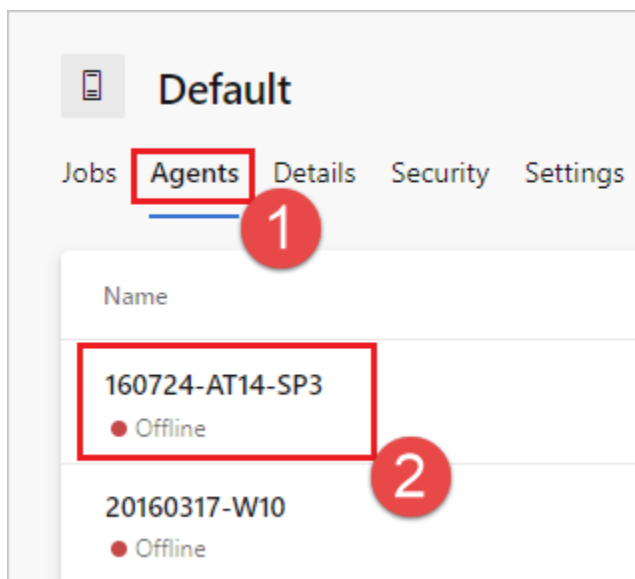 Default
Jobs Agents Details Security Settings
1
Name
160724-AT14-SP3
Offline
2
20160317-W10
Offline